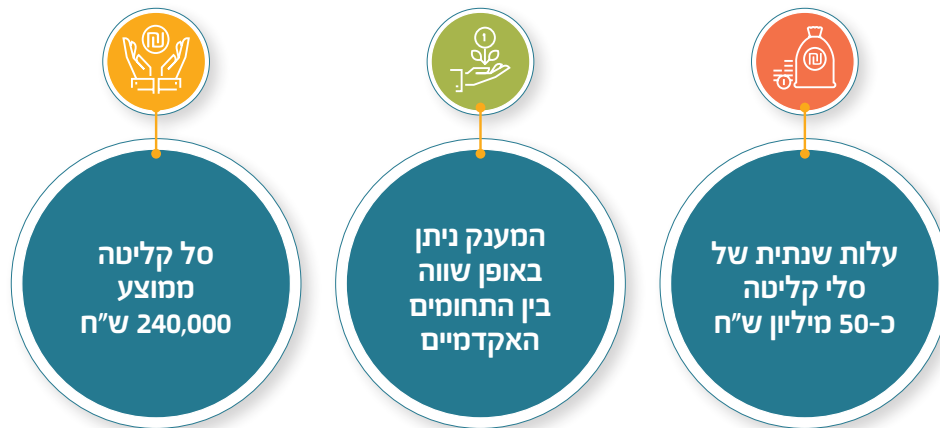 עלות שנתית של
סלי קליטה
כ-50 מיליון ש"ח
המענק ניתן
באופן שווה
בין התחומים
האקדמיים
סל קליטה
ממוצע
240,000 ש"ח